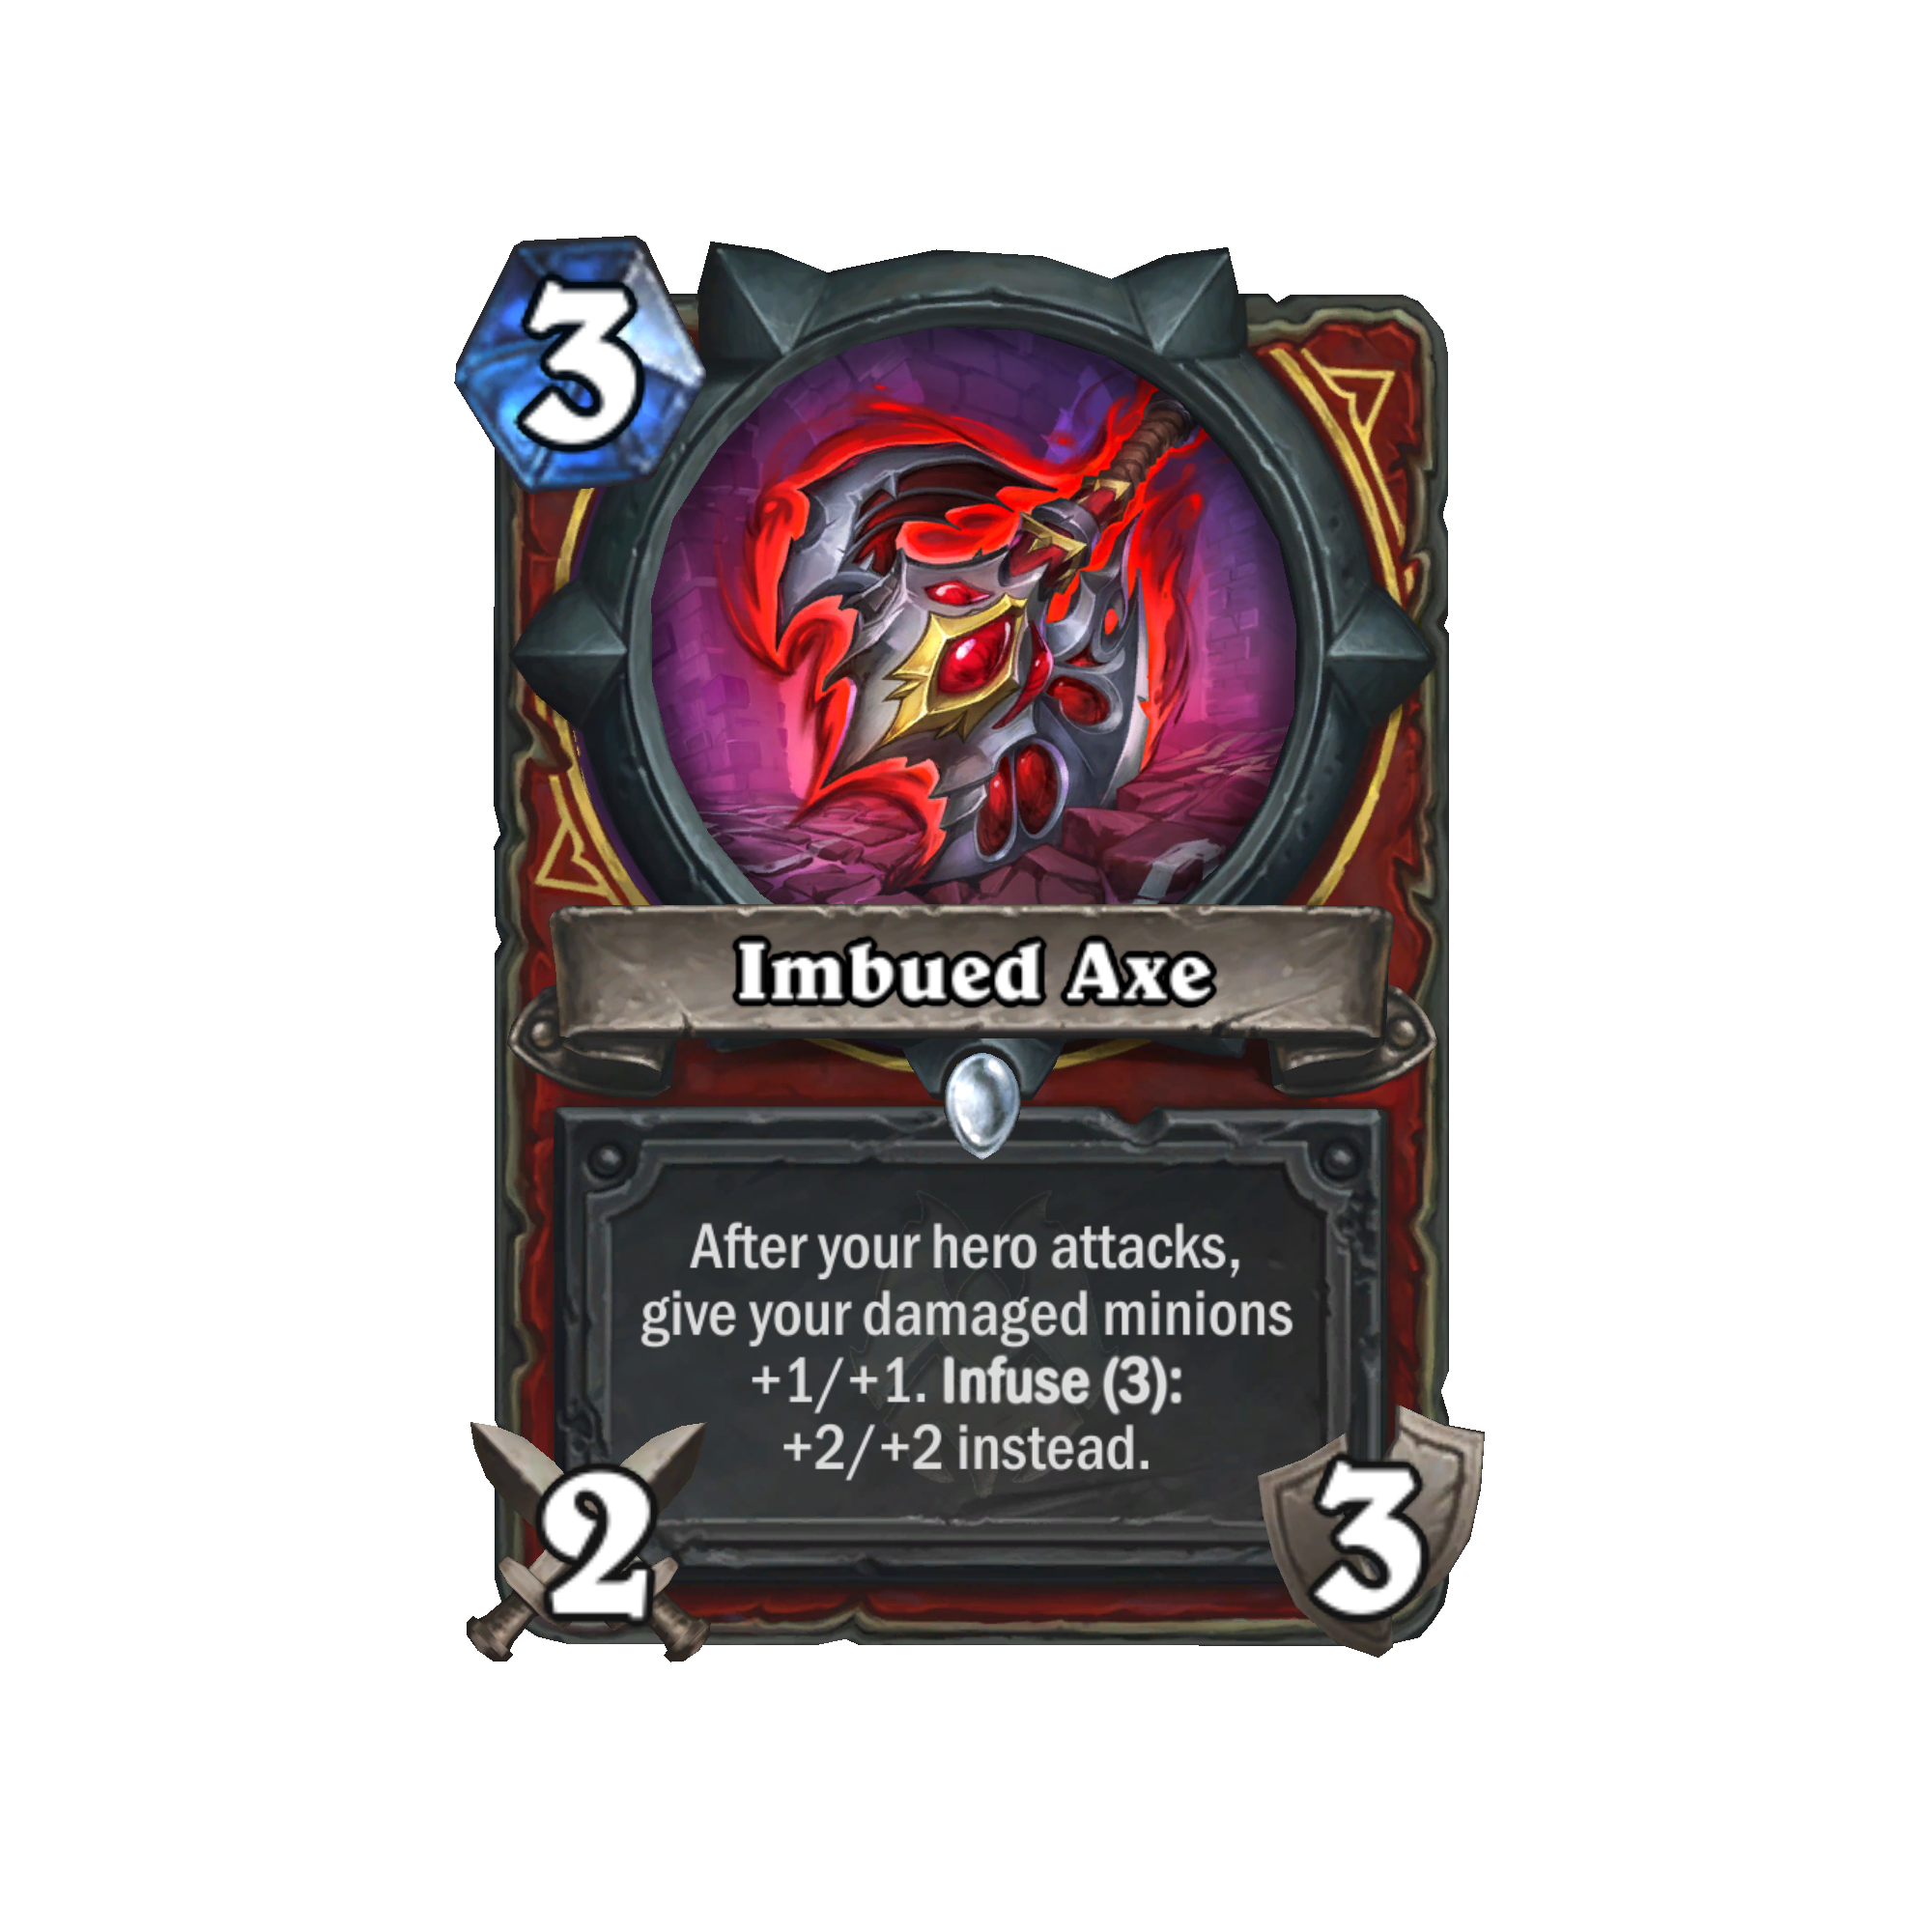 3
Imbued Axe
After your hero attacks,
give your damaged minions
+1/+1. Infuse (3):
+2/+2 instead.
2
3